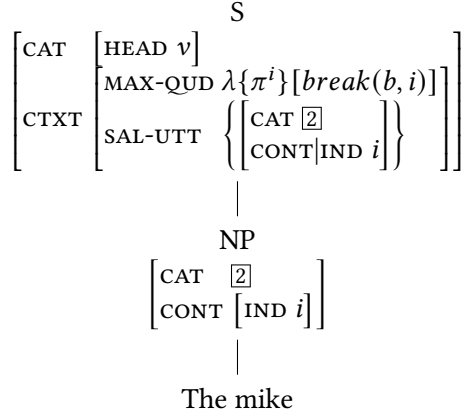 S
CAT [HEAD v]
CTXT [MAX-QUD λ{π^i}[break(b, i)]
SAL-UTT {[CAT 2
CONT|IND i]}]
NP
[CAT 2
CONT [IND i]]
The mike